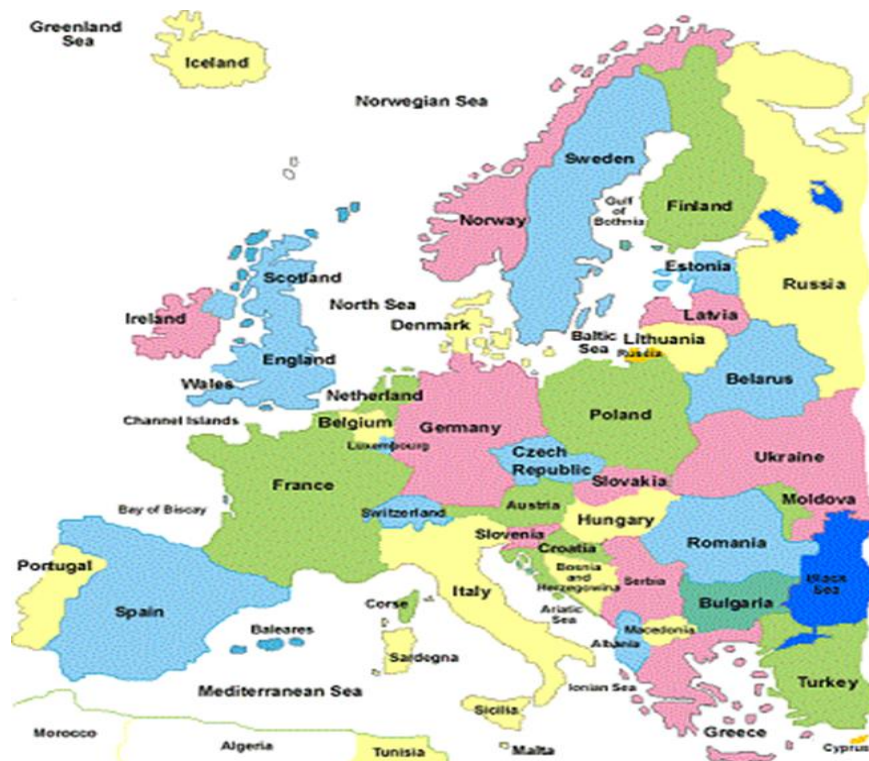 Greenland
Sea
Iceland
Norwegian Sea
Sweden
Finland
Norway
Gulf
of
Bothnia
Scotland
Estonia
Russia
North Sea
Ireland
Latvia
Denmark
Baltic
Sea
Lithuania
Russia
England
Wales
Belarus
Netherland
Channel Islands
Belgium
Germany
Poland
Luxembourg
Czech
Republic
Ukraine
France
Slovakia
Moldova
Bay of Biscay
Switzerland
Austria
Hungary
Slovenia
Romania
Croatia
Portugal
Bosnia
and
Herzegowina
Serbia
Italy
Black
Sea
Spain
Corse
Ariatic
Sea
Bulgaria
Baleares
Macedonia
Albania
Sardegna
Mediterranean Sea
Ionian Sea
Turkey
Sicilia
Greece
Morocco
Algeria
Tunisia
Malta
Cyprus